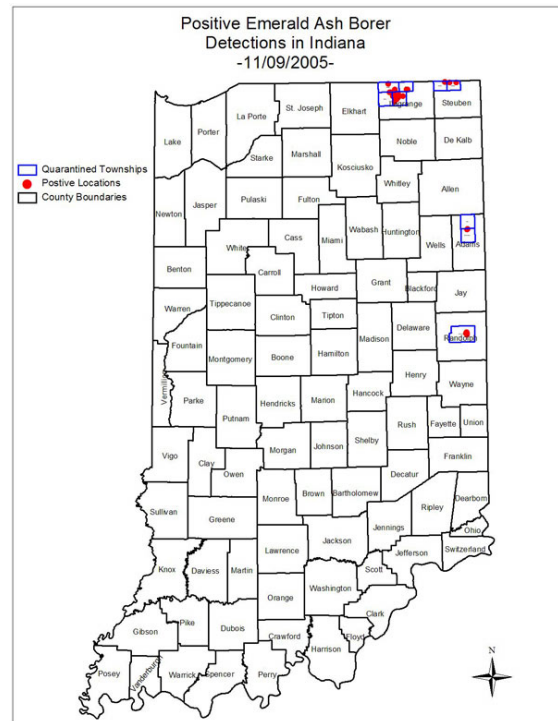 Positive Emerald Ash Borer
Detections in Indiana
-11/09/2005-
Quarantined Townships
Postive Locations
County Boundaries
Lake
Porter
La Porte
St. Joseph
Elkhart
Lagrange
Steuben
Noble
De Kalb
Starke
Marshall
Kosciusko
Whitley
Allen
Newton
Jasper
Pulaski
Fulton
Wabash
Huntington
Wells
Adams
White
Cass
Miami
Benton
Carroll
Grant
Blackford
Jay
Howard
Warren
Tippecanoe
Clinton
Tipton
Madison
Delaware
Randolph
Fountain
Montgomery
Boone
Hamilton
Henry
Wayne
Vermillion
Parke
Putnam
Hendricks
Marion
Hancock
Rush
Fayette
Union
Vigo
Clay
Owen
Morgan
Johnson
Shelby
Franklin
Decatur
Sullivan
Greene
Monroe
Brown
Bartholomew
Ripley
Dearborn
Jennings
Ohio
Jackson
Lawrence
Jefferson
Switzerland
Knox
Daviess
Martin
Scott
Orange
Washington
Clark
Gibson
Pike
Dubois
Crawford
Floyd
Harrison
Posey
Vanderburgh
Warrick
Spencer
Perry
N